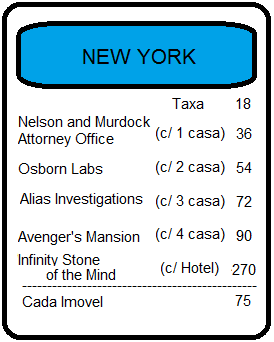 NEW YORK
Taxa 18
Nelson and Murdock
Attorney Office (c/ 1 casa) 36
Osborn Labs (c/ 2 casa) 54
Alias Investigations (c/ 3 casa) 72
Avenger's Mansion (c/ 4 casa) 90
Infinity Stone
of the Mind (c/ Hotel) 270
Cada Imovel 75